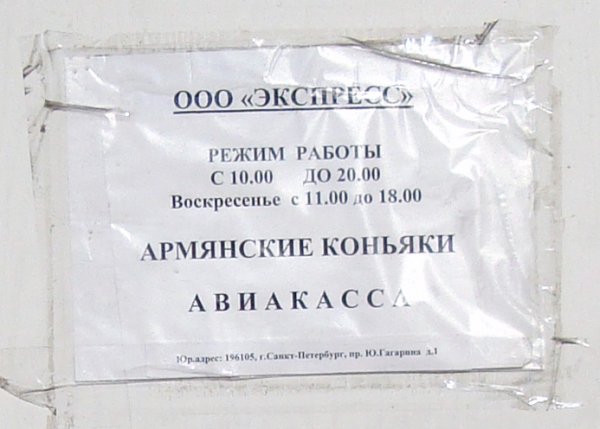 ООО «ЭКСПРЕСС»
РЕЖИМ РАБОТЫ
С 10.00 ДО 20.00
Воскресенье с 11.00 до 18.00
АРМЯНСКИЕ КОНЬЯКИ
АВИАКАССА
Юр.адрес: 196105, г.Санкт-Петербург, пр. Ю.Гагарина д.1